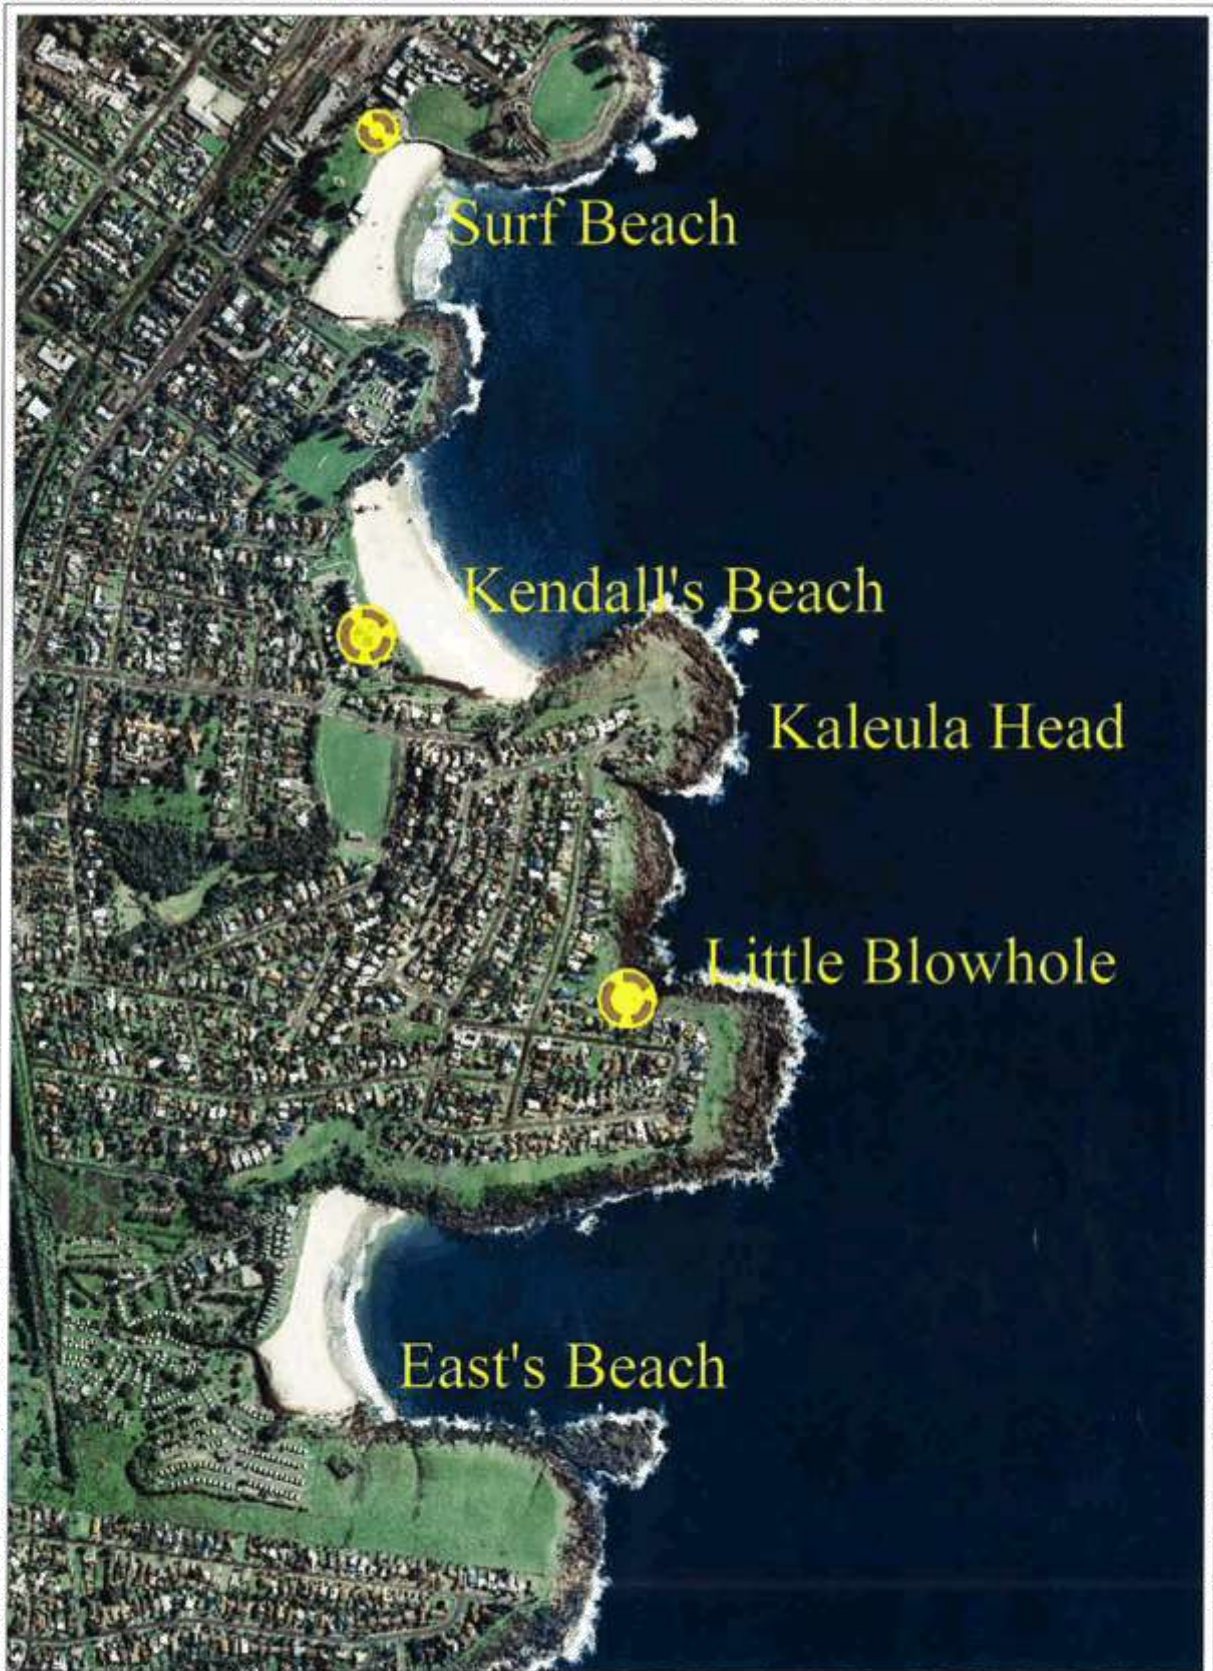 Surf Beach
Kendall's Beach
Kaleula Head
Little Blowhole
East's Beach